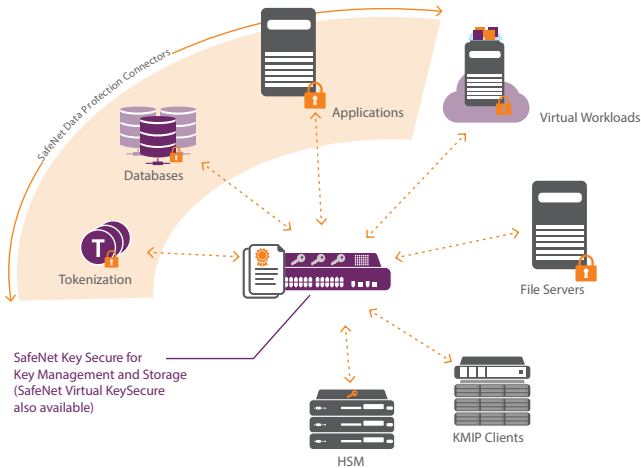 SafeNet Data Protection Connectors
Applications
Virtual Workloads
Databases
T
Tokenization
File Servers
SafeNet Key Secure for
Key Management and Storage
(SafeNet Virtual KeySecure
also available)
KMIP Clients
HSM